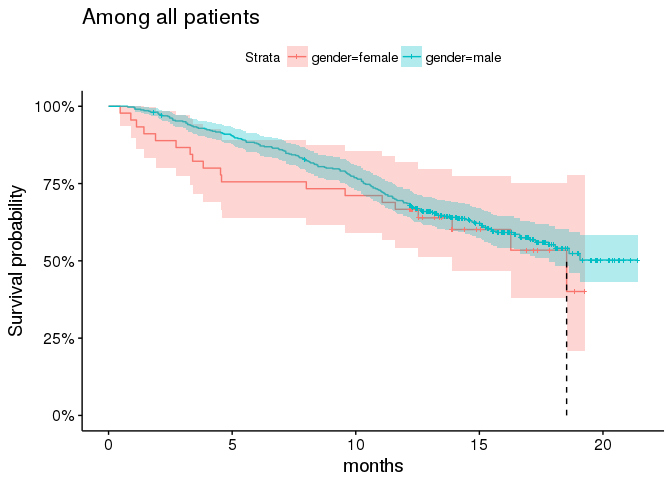 Among all patients
Strata gender=female gender=male
Survival probability
100%
75%
50%
25%
0%
0 5 10 15 20
months